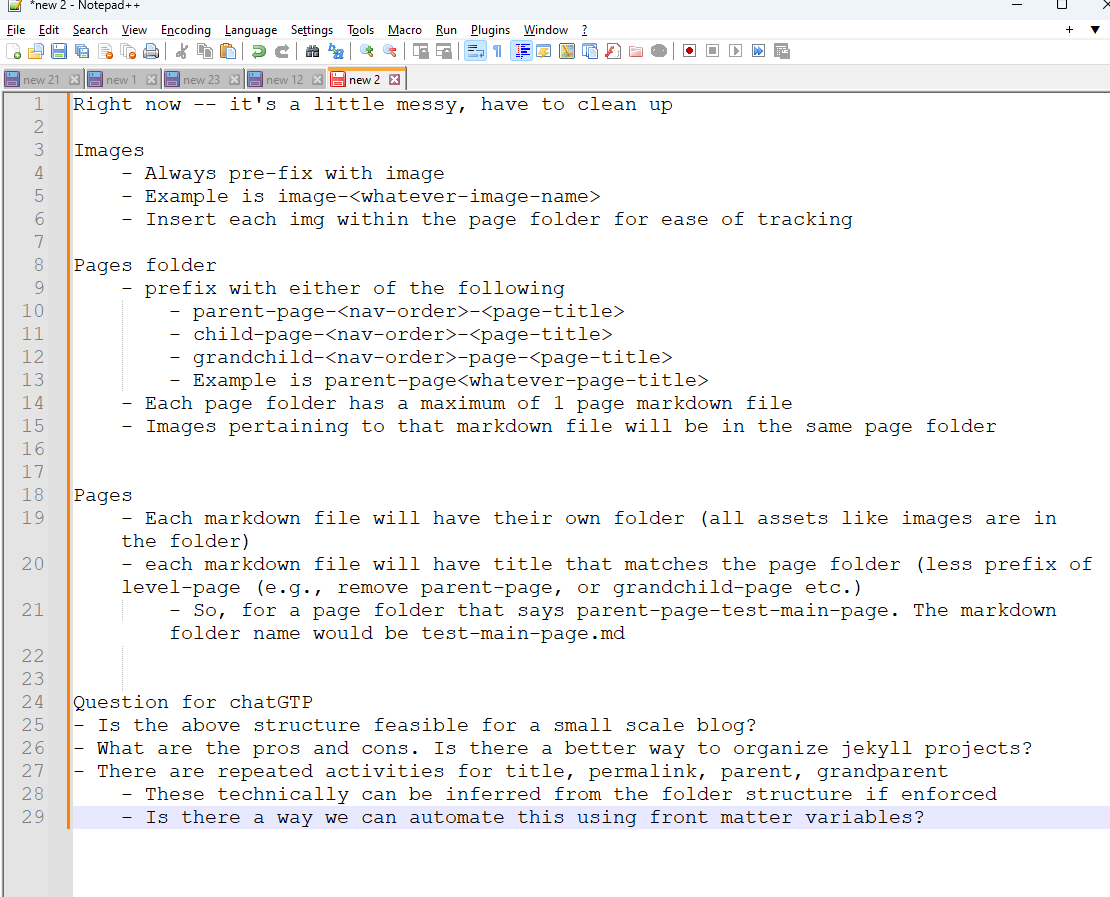 *new 2 - Notepad++
File Edit Search View Encoding Language Settings Tools Macro Run Plugins Window ?
new 21 new 1 new 23 new 12 new 2
1 Right now -- it's a little messy, have to clean up
2
3 Images
4 - Always pre-fix with image
5 - Example is image-<whatever-image-name>
6 - Insert each img within the page folder for ease of tracking
7
8 Pages folder
9 - prefix with either of the following
10 - parent-page-<nav-order>-<page-title>
11 - child-page-<nav-order>-<page-title>
12 - grandchild-<nav-order>-page-<page-title>
13 - Example is parent-page<whatever-page-title>
14 - Each page folder has a maximum of 1 page markdown file
15 - Images pertaining to that markdown file will be in the same page folder
16
17
18 Pages
19 - Each markdown file will have their own folder (all assets like images are in
the folder)
20 - each markdown file will have title that matches the page folder (less prefix of
level-page (e.g., remove parent-page, or grandchild-page etc.)
21 - So, for a page folder that says parent-page-test-main-page. The markdown
folder name would be test-main-page.md
22
23
24 Question for chatGTP
25 - Is the above structure feasible for a small scale blog?
26 - What are the pros and cons. Is there a better way to organize jekyll projects?
27 - There are repeated activities for title, permalink, parent, grandparent
28 - These technically can be inferred from the folder structure if enforced
29 - Is there a way we can automate this using front matter variables?